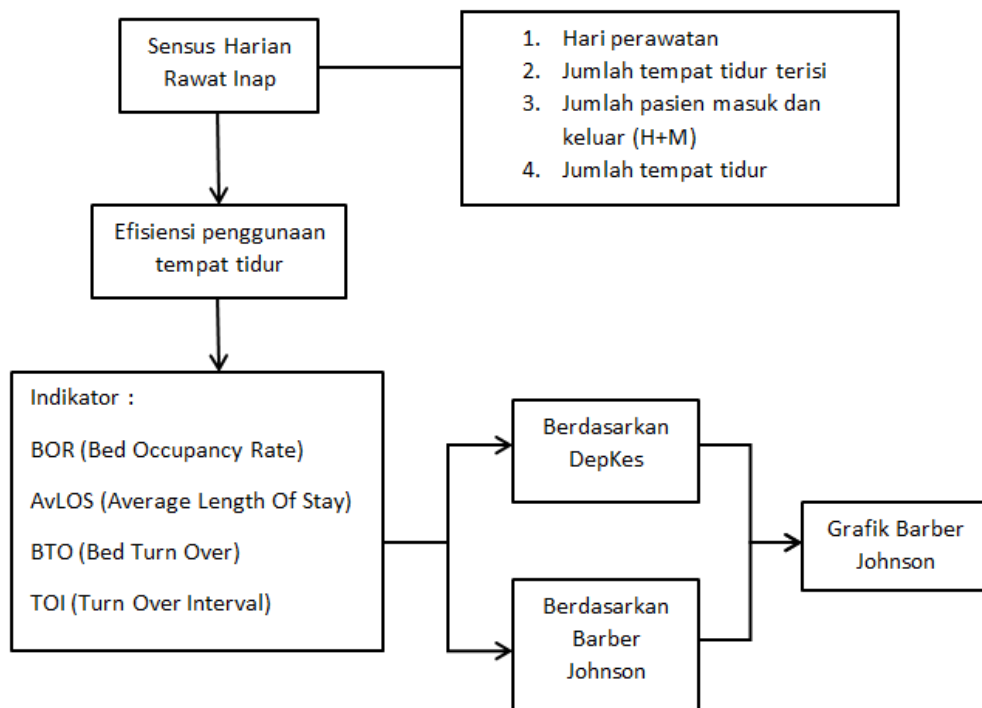 Sensus Harian
Rawat Inap
1. Hari perawatan
2. Jumlah tempat tidur terisi
3. Jumlah pasien masuk dan
keluar (H+M)
4. Jumlah tempat tidur
Efisiensi penggunaan
tempat tidur
Indikator :
BOR (Bed Occupancy Rate)
AvLOS (Average Length Of Stay)
BTO (Bed Turn Over)
TOI (Turn Over Interval)
Berdasarkan
DepKes
Berdasarkan
Barber
Johnson
Grafik Barber
Johnson